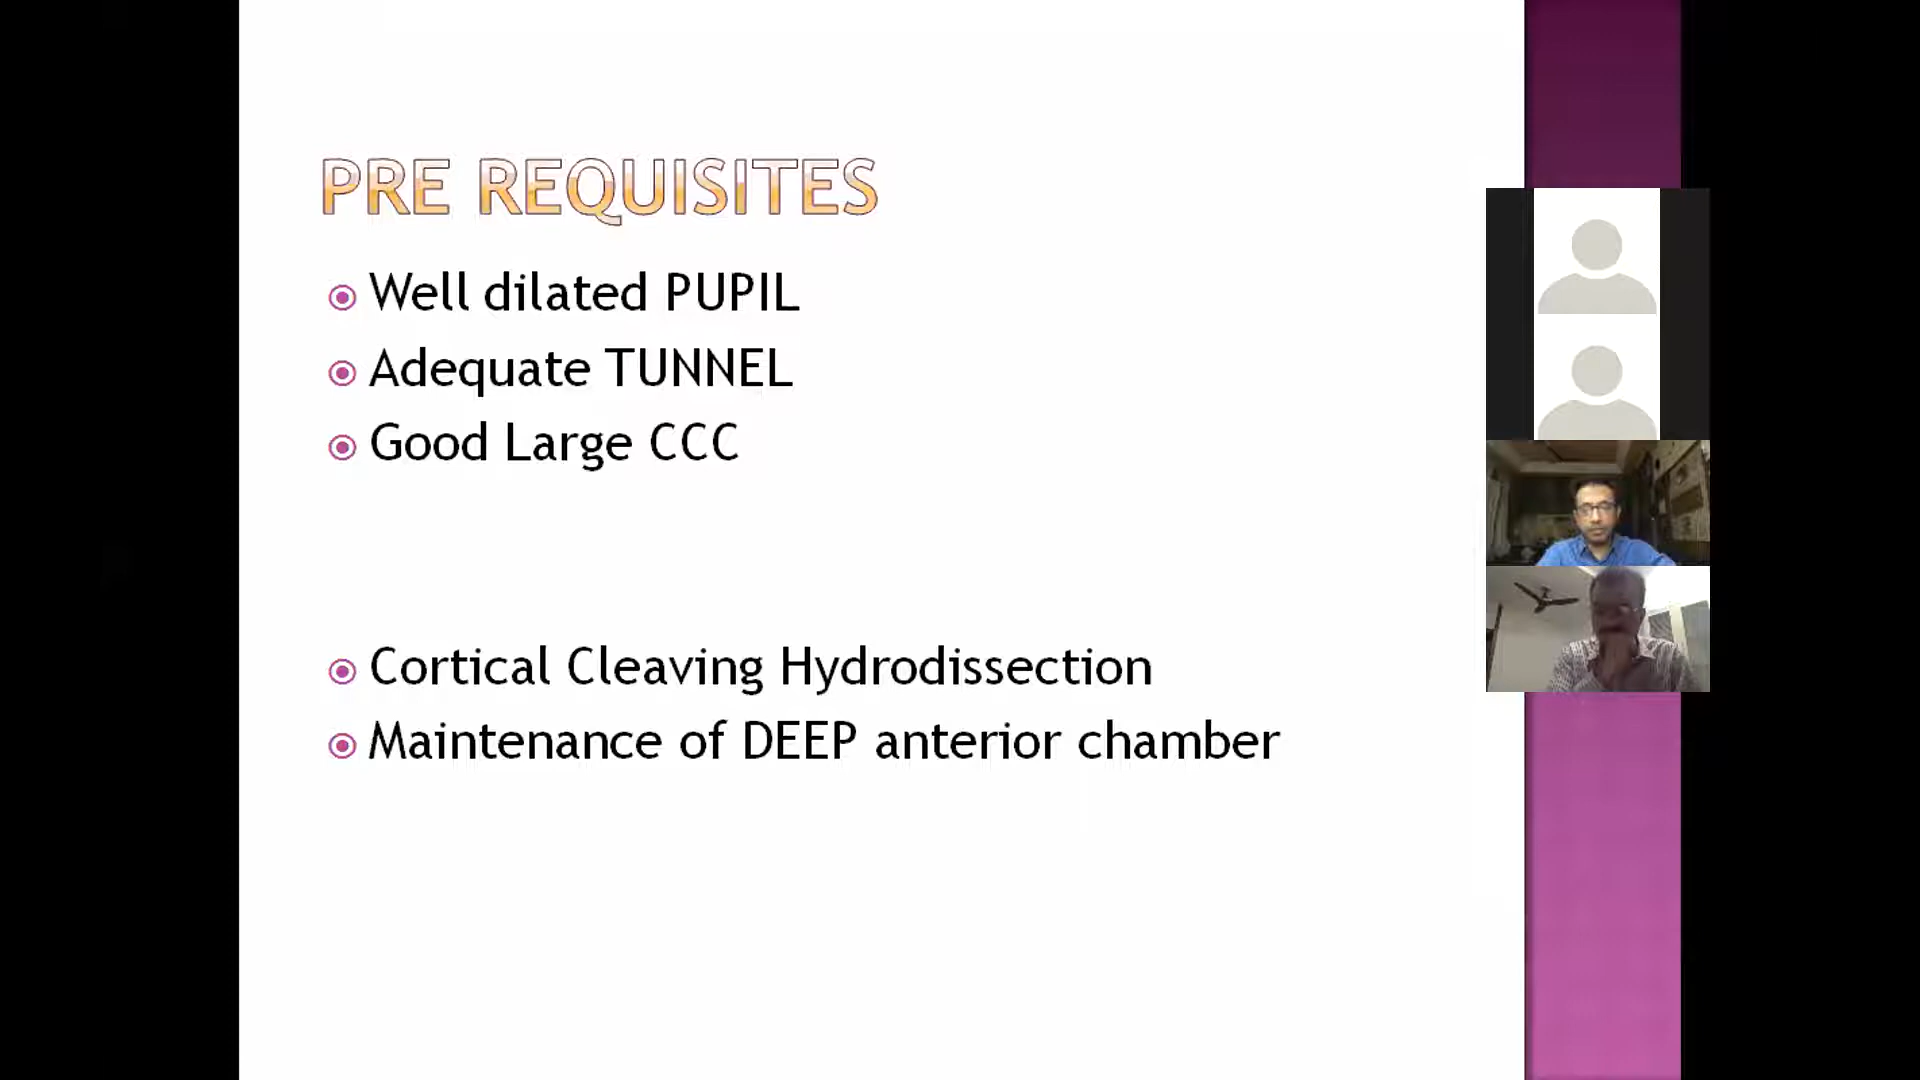 PRE REQUISITES
Well dilated PUPIL
Adequate TUNNEL
Good Large CCC
Cortical Cleaving Hydrodissection
Maintenance of DEEP anterior chamber